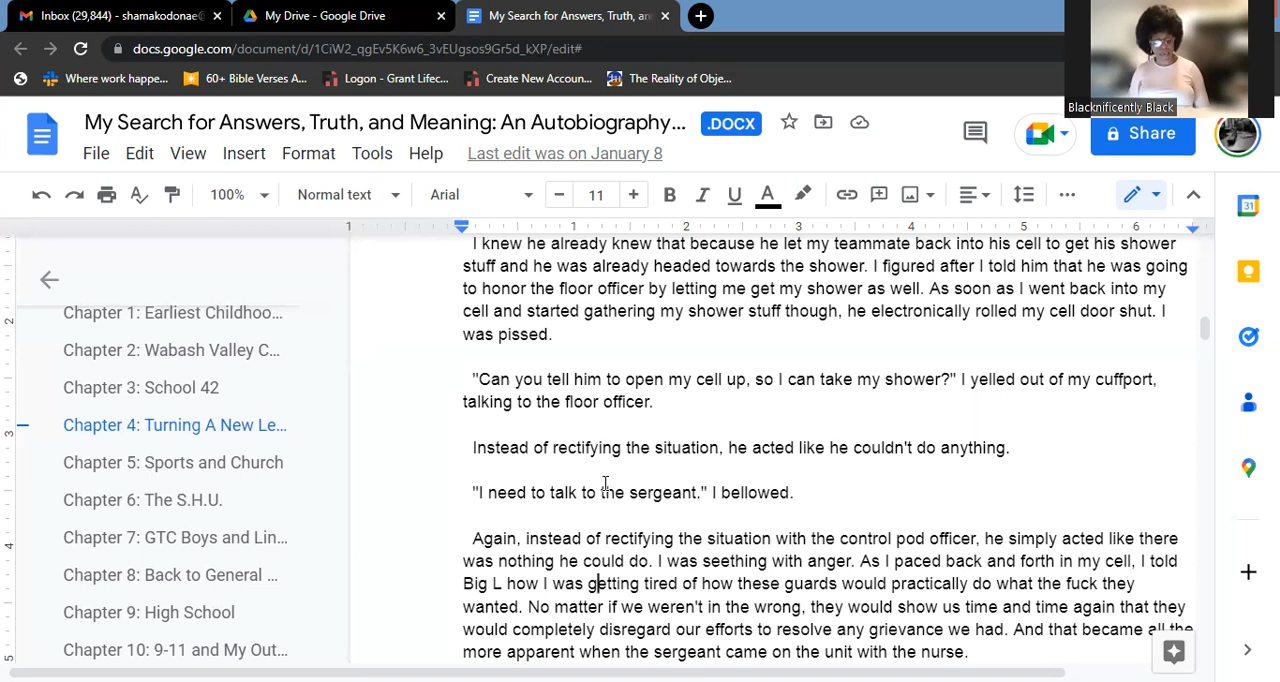 Inbox (29,844) - shamakodonae@
My Drive - Google Drive
My Search for Answers, Truth, an
docs.google.com/document/d/1CiW2_qgEv5K6w6_3vEUgsos9Gr5d_kXP/edit#
Where work happe...
60+ Bible Verses A...
Logon - Grant Lifec...
Create New Accoun...
The Reality of Obje...
Blacknificently Black
My Search for Answers, Truth, and Meaning: An Autobiography...
.DOCX
File Edit View Insert Format Tools Help Last edit was on January 8
Share
100% Normal text Arial 11 B I U A
31
1 1 2 3 4 5 6
2
3
4
5
Chapter 1: Earliest Childhoo...
Chapter 2: Wabash Valley C...
Chapter 3: School 42
Chapter 4: Turning A New Le...
Chapter 5: Sports and Church
Chapter 6: The S.H.U.
Chapter 7: GTC Boys and Lin...
Chapter 8: Back to General ...
Chapter 9: High School
Chapter 10: 9-11 and My Out...
I knew he already knew that because he let my teammate back into his cell to get his shower
stuff and he was already headed towards the shower. I figured after I told him that he was going
to honor the floor officer by letting me get my shower as well. As soon as I went back into my
cell and started gathering my shower stuff though, he electronically rolled my cell door shut. I
was pissed.
"Can you tell him to open my cell up, so I can take my shower?" I yelled out of my cuffport,
talking to the floor officer.
Instead of rectifying the situation, he acted like he couldn't do anything.
"I need to talk to the sergeant." I bellowed.
Again, instead of rectifying the situation with the control pod officer, he simply acted like there
was nothing he could do. I was seething with anger. As I paced back and forth in my cell, I told
Big L how I was getting tired of how these guards would practically do what the fuck they
wanted. No matter if we weren't in the wrong, they would show us time and time again that they
would completely disregard our efforts to resolve any grievance we had. And that became all the
more apparent when the sergeant came on the unit with the nurse.